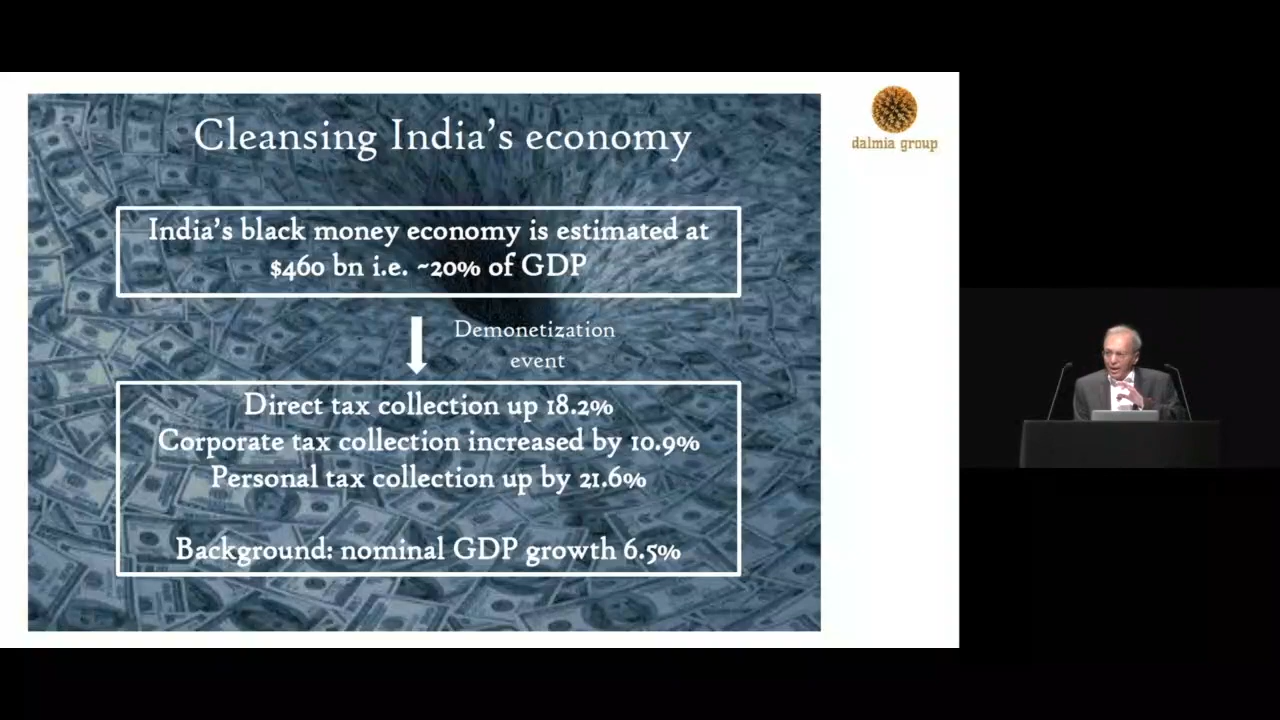 Cleansing India's economy
dalmia group
India's black money economy is estimated at
$460 bn i.e. ~20% of GDP
Demonetization
event
Direct tax collection up 18.2%
Corporate tax collection increased by 10.9%
Personal tax collection up by 21.6%
Background: nominal GDP growth 6.5%